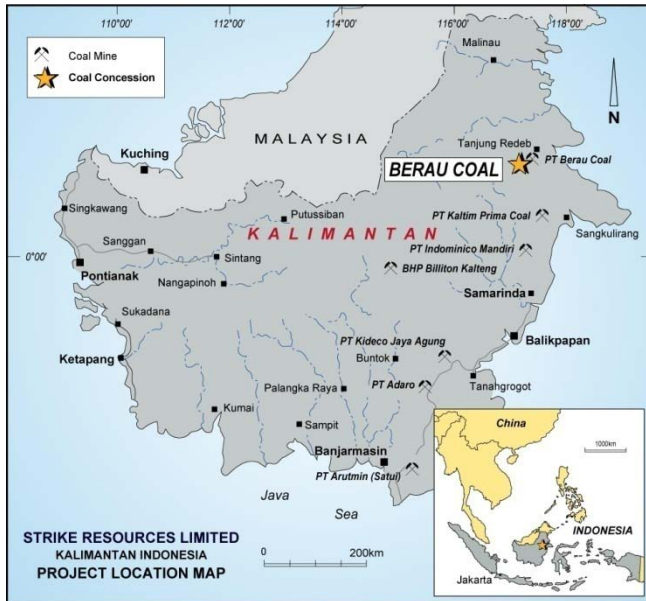 110°00'
112°00'
114°00'
116°00'
118°00'
Coal Mine
Coal Concession
N
Malinau
MALAYSIA
Tanjung Redeb
PT Berau Coal
BERAU COAL
Kuching
Singkawang
Putussiban
PT Kaltim Prima Coal
Sangkulirang
KALIMANTAN
Sanggan
Sintang
PT Indominico Mandiri
0°00'
Pontianak
BHP Billiton Kalteng
Nangapinoh
Samarinda
Sukadana
Balikpapan
PT Kideco Jaya Agung
Ketapang
Buntok
Tanahgrogot
Palangka Raya
PT Adaro
Kumai
Sampit
Banjarmasin
PT Arutmin (Satui)
Java
Sea
China
1000km
INDONESIA
Jakarta
STRIKE RESOURCES LIMITED
KALIMANTAN INDONESIA
PROJECT LOCATION MAP
0
200km